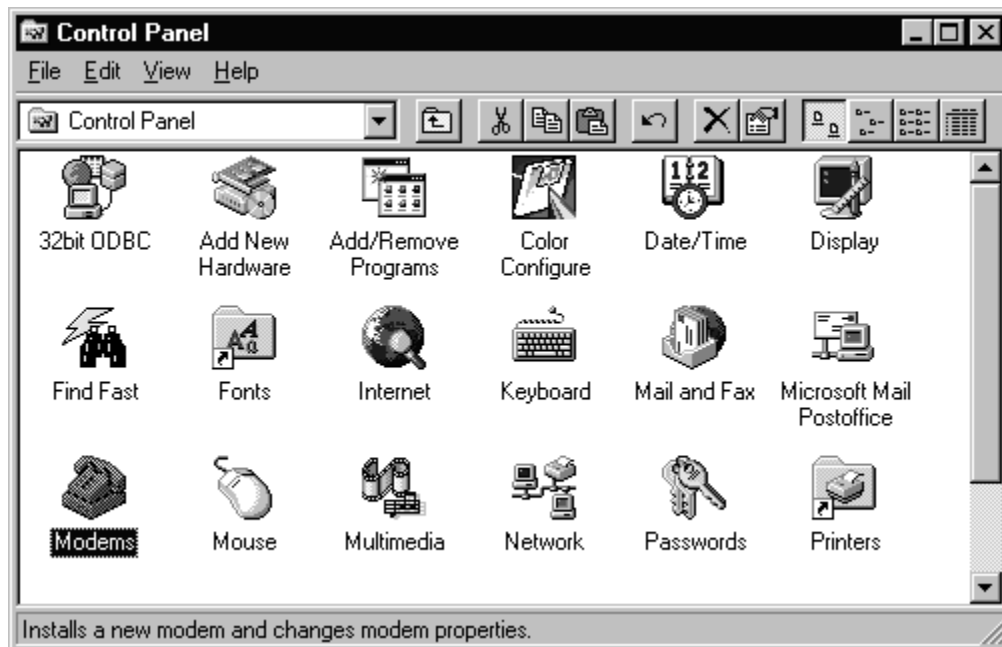 Control Panel
File Edit View Help
Control Panel
32bit ODBC
Add New
Hardware
Add/Remove
Programs
Color
Configure
Date/Time
Display
Find Fast
Fonts
Internet
Keyboard
Mail and Fax
Microsoft Mail
Postoffice
Modems
Mouse
Multimedia
Network
Passwords
Printers
Installs a new modem and changes modem properties.